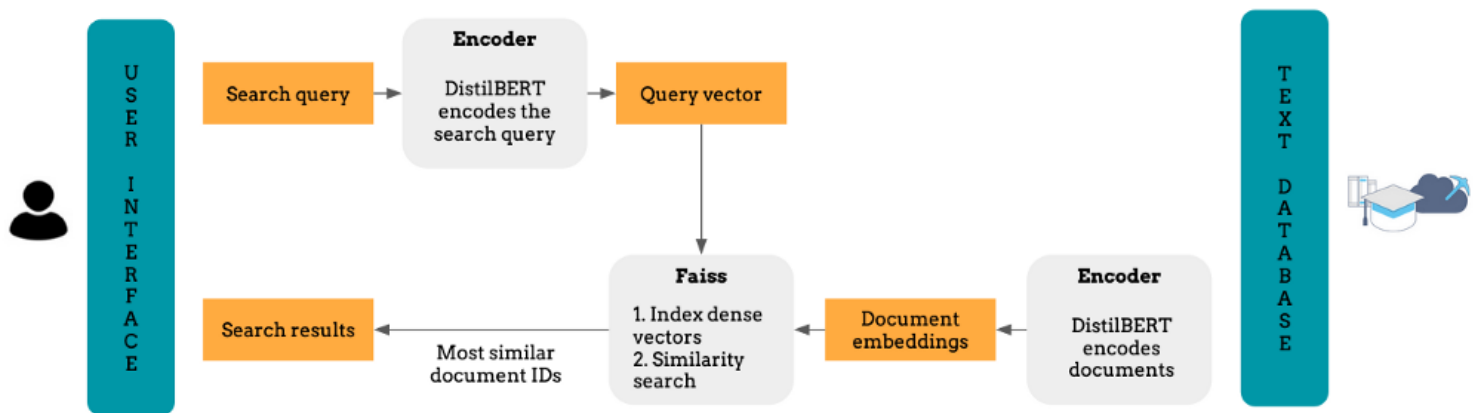 USER INTERFACE
Search query
Encoder
DistilBERT
encodes the
search query
Query vector
Search results
Most similar
document IDs
Faiss
1. Index dense
vectors
2. Similarity
search
Document
embeddings
Encoder
DistilBERT
encodes
documents
TEXT DATABASE